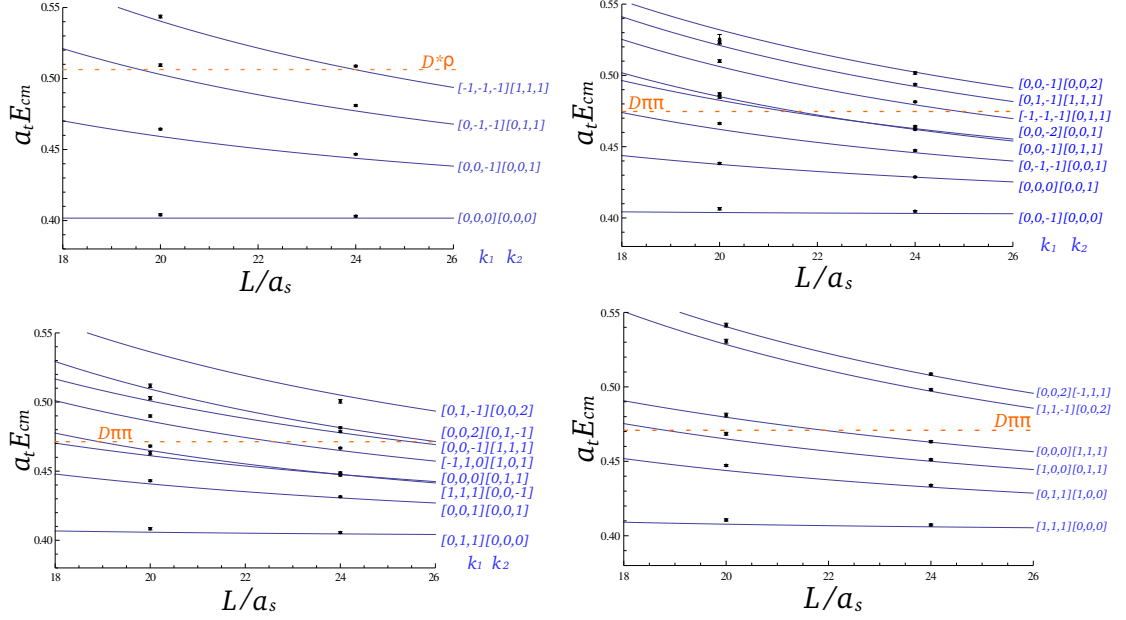 0.55
0.50
0.45
0.40
a_t E_cm
D*ρ
[-1,-1,-1][1,1,1]
[0,-1,-1][0,1,1]
[0,0,-1][0,0,1]
[0,0,0][0,0,0]
k₁ k₂
18 20 22 24 26
L/a_s
0.55
0.50
0.45
0.40
a_t E_cm
Dππ
[0,0,-1][0,0,2]
[0,1,-1][1,1,1]
[-1,-1,-1][0,1,1]
[0,0,-2][0,0,1]
[0,0,-1][0,1,1]
[0,-1,-1][0,0,1]
[0,0,0][0,0,1]
[0,0,-1][0,0,0]
k₁ k₂
18 20 22 24 26
L/a_s
0.55
0.50
0.45
0.40
a_t E_cm
Dππ
[0,1,-1][0,0,2]
[0,0,2][0,1,-1]
[0,0,-1][1,1,1]
[-1,1,0][1,0,1]
[0,0,0][0,1,1]
[1,1,1][0,0,-1]
[0,0,1][0,0,1]
[0,1,1][0,0,0]
k₁ k₂
18 20 22 24 26
L/a_s
0.55
0.50
0.45
0.40
a_t E_cm
Dππ
[0,0,2][-1,1,1]
[1,1,-1][0,0,2]
[0,0,0][1,1,1]
[1,0,0][0,1,1]
[0,1,1][1,0,0]
[1,1,1][0,0,0]
18 20 22 24 26
L/a_s